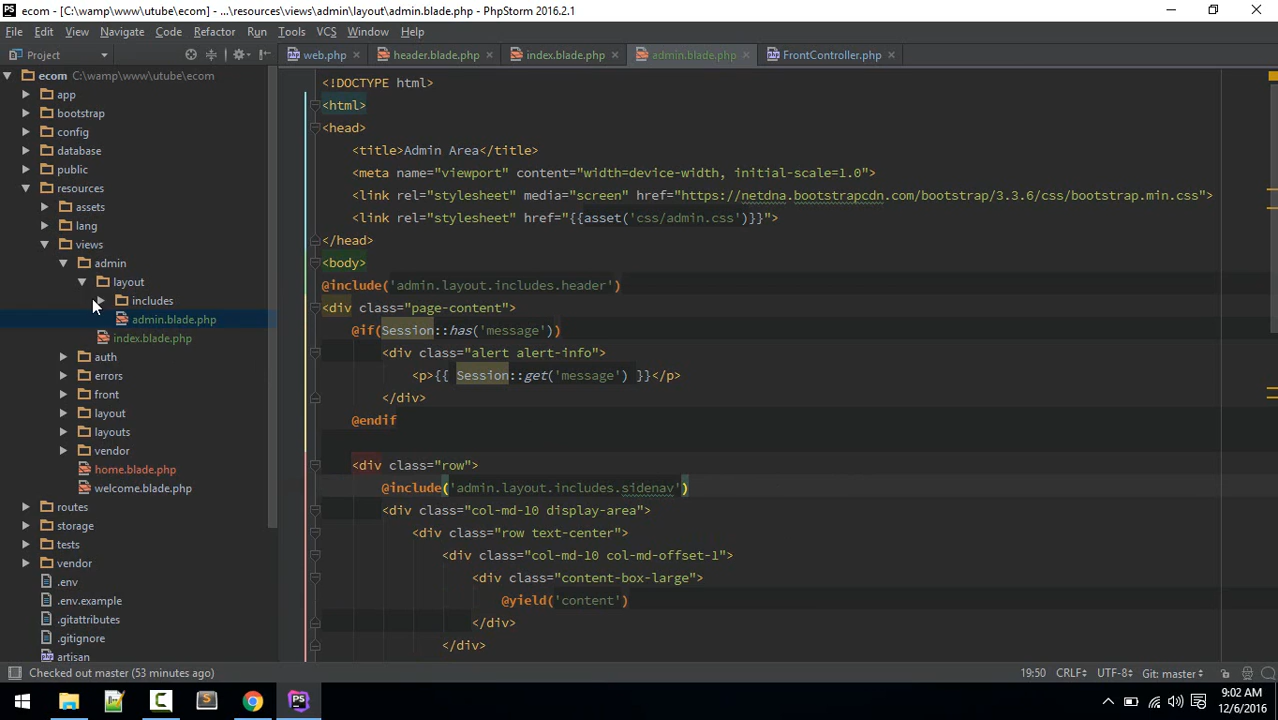 ecom - [C:\wamp\www\utube\ecom] - ...\resources\views\admin\layout\admin.blade.php - PhpStorm 2016.2.1
File Edit View Navigate Code Refactor Run Tools VCS Window Help
Project
web.php header.blade.php index.blade.php admin.blade.php FrontController.php
ecom C:\wamp\www\utube\ecom
app
bootstrap
config
database
public
resources
assets
lang
views
admin
layout
includes
admin.blade.php
index.blade.php
auth
errors
front
layout
layouts
vendor
home.blade.php
welcome.blade.php
routes
storage
tests
vendor
.env
.env.example
.gitattributes
.gitignore
artisan
<!DOCTYPE html>
<html>
<head>
<title>Admin Area</title>
<meta name="viewport" content="width=device-width, initial-scale=1.0">
<link rel="stylesheet" media="screen" href="https://netdna.bootstrapcdn.com/bootstrap/3.3.6/css/bootstrap.min.css">
<link rel="stylesheet" href="{{asset('css/admin.css')}}">
</head>
<body>
@include('admin.layout.includes.header')
<div class="page-content">
@if(Session::has('message'))
<div class="alert alert-info">
<p>{{ Session::get('message') }}</p>
</div>
@endif
<div class="row">
@include('admin.layout.includes.sidenav')
<div class="col-md-10 display-area">
<div class="row text-center">
<div class="col-md-10 col-md-offset-1">
<div class="content-box-large">
@yield('content')
</div>
</div>
Checked out master (53 minutes ago) 19:50 CRLF UTF-8 Git: master
9:02 AM
12/6/2016